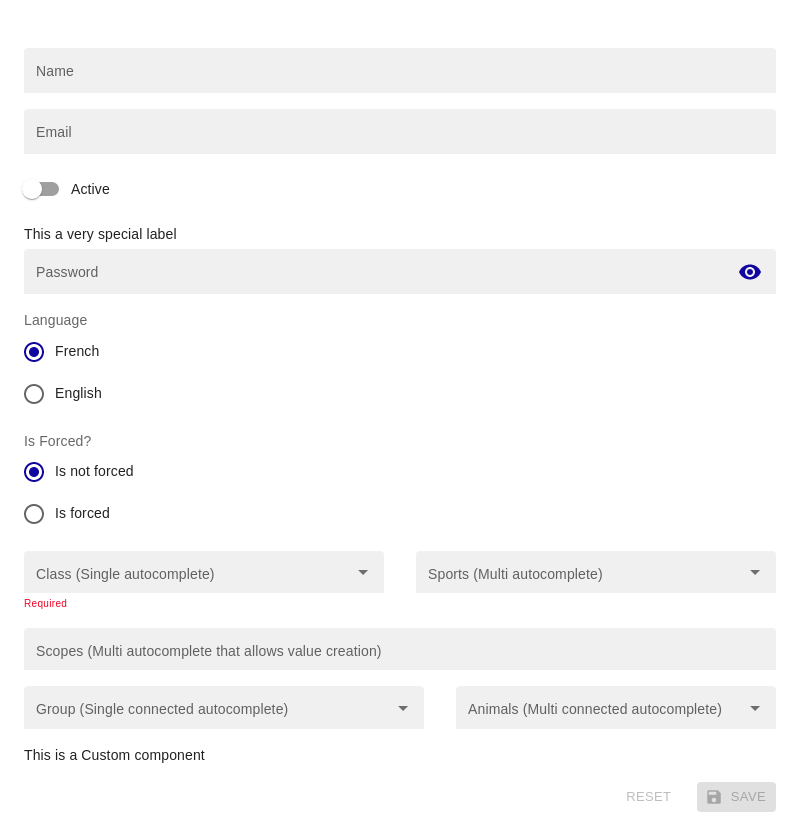 Name
Email
Active
This a very special label
Password
Language
French
English
Is Forced?
Is not forced
Is forced
Class (Single autocomplete)
Sports (Multi autocomplete)
Required
Scopes (Multi autocomplete that allows value creation)
Group (Single connected autocomplete)
Animals (Multi connected autocomplete)
This is a Custom component
RESET
SAVE